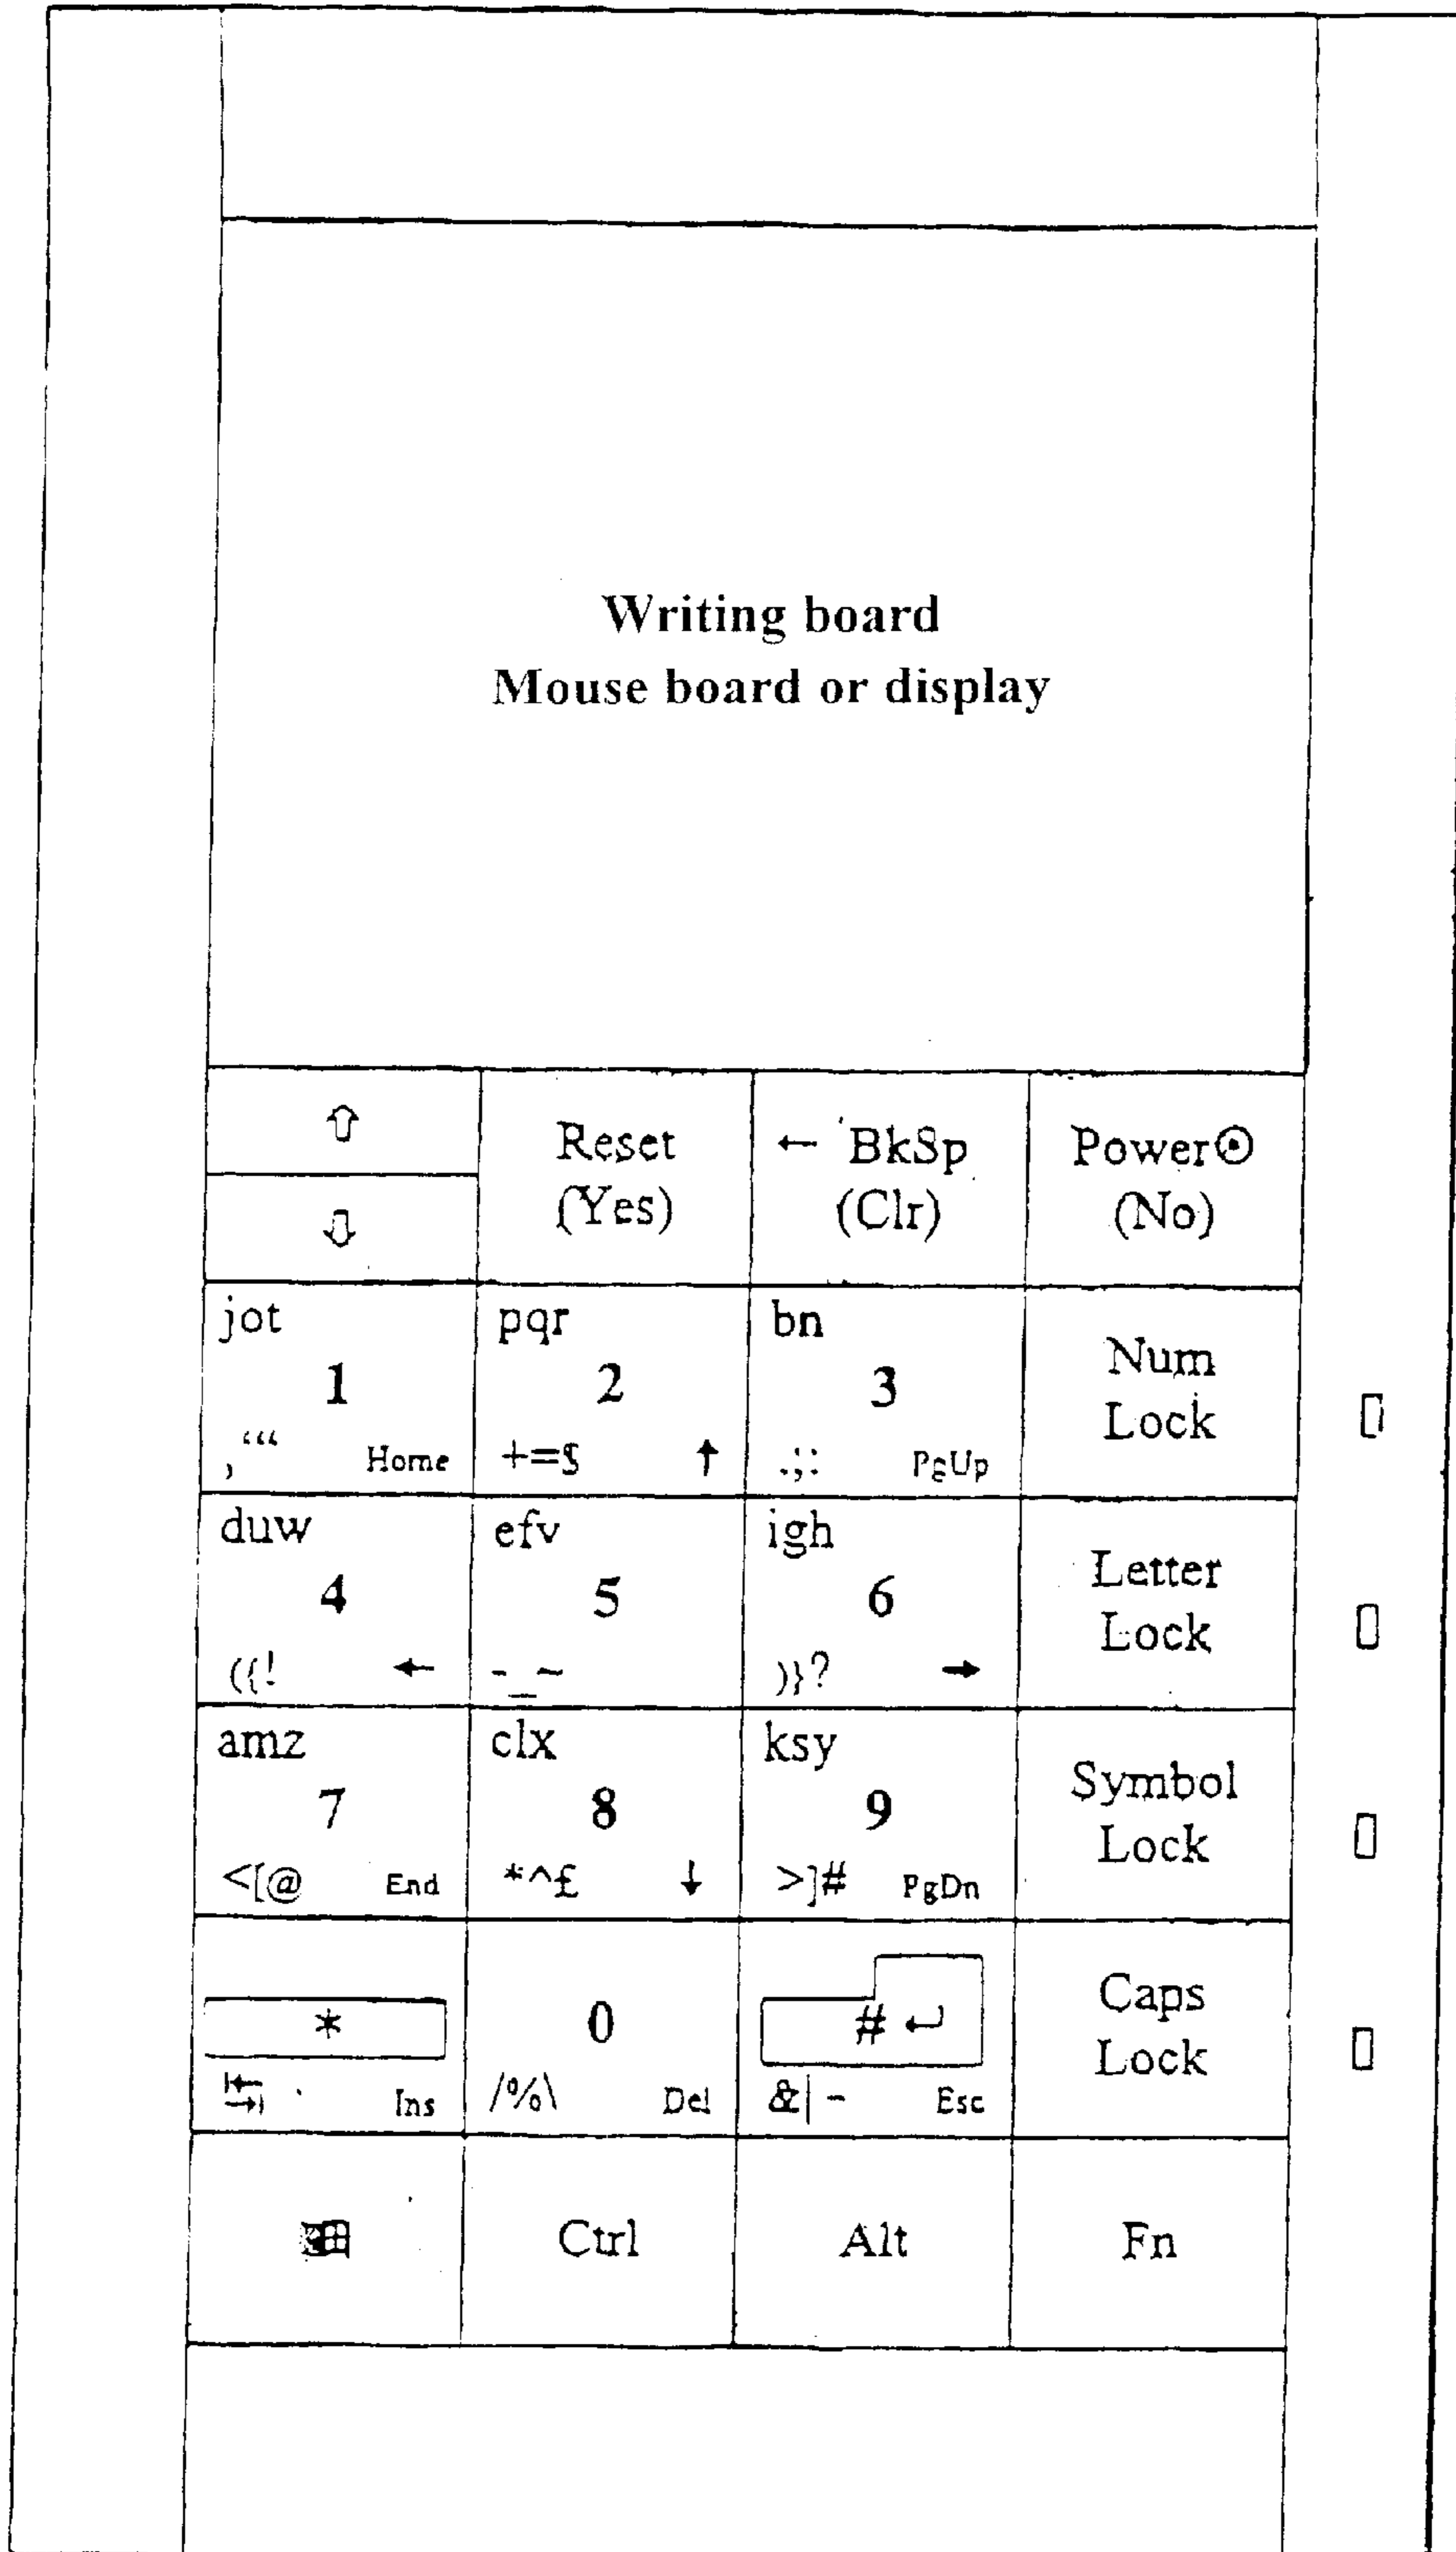 Writing board
Mouse board or display
⇧
⇩
Reset
(Yes)
← BkSp
(Clr)
Power⊙
(No)
jot
1
, “‘ Home
pqr
2
+=$ ↑
bn
3
.;: PgUp
Num
Lock
duw
4
({! ←
efv
5
-_~
igh
6
)}? →
Letter
Lock
amz
7
<[@ End
clx
8
*^£ ↓
ksy
9
>]# PgDn
Symbol
Lock
*
Ins
0
/%\ Del
# ↵
&| - Esc
Caps
Lock
Ctrl
Alt
Fn